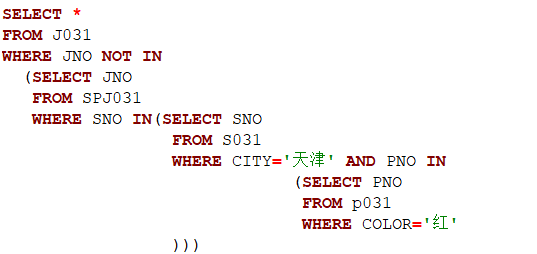 SELECT *
FROM J031
WHERE JNO NOT IN
(SELECT JNO
FROM SPJ031
WHERE SNO IN(SELECT SNO
FROM S031
WHERE CITY='天津' AND PNO IN
(SELECT PNO
FROM p031
WHERE COLOR='红'
)))